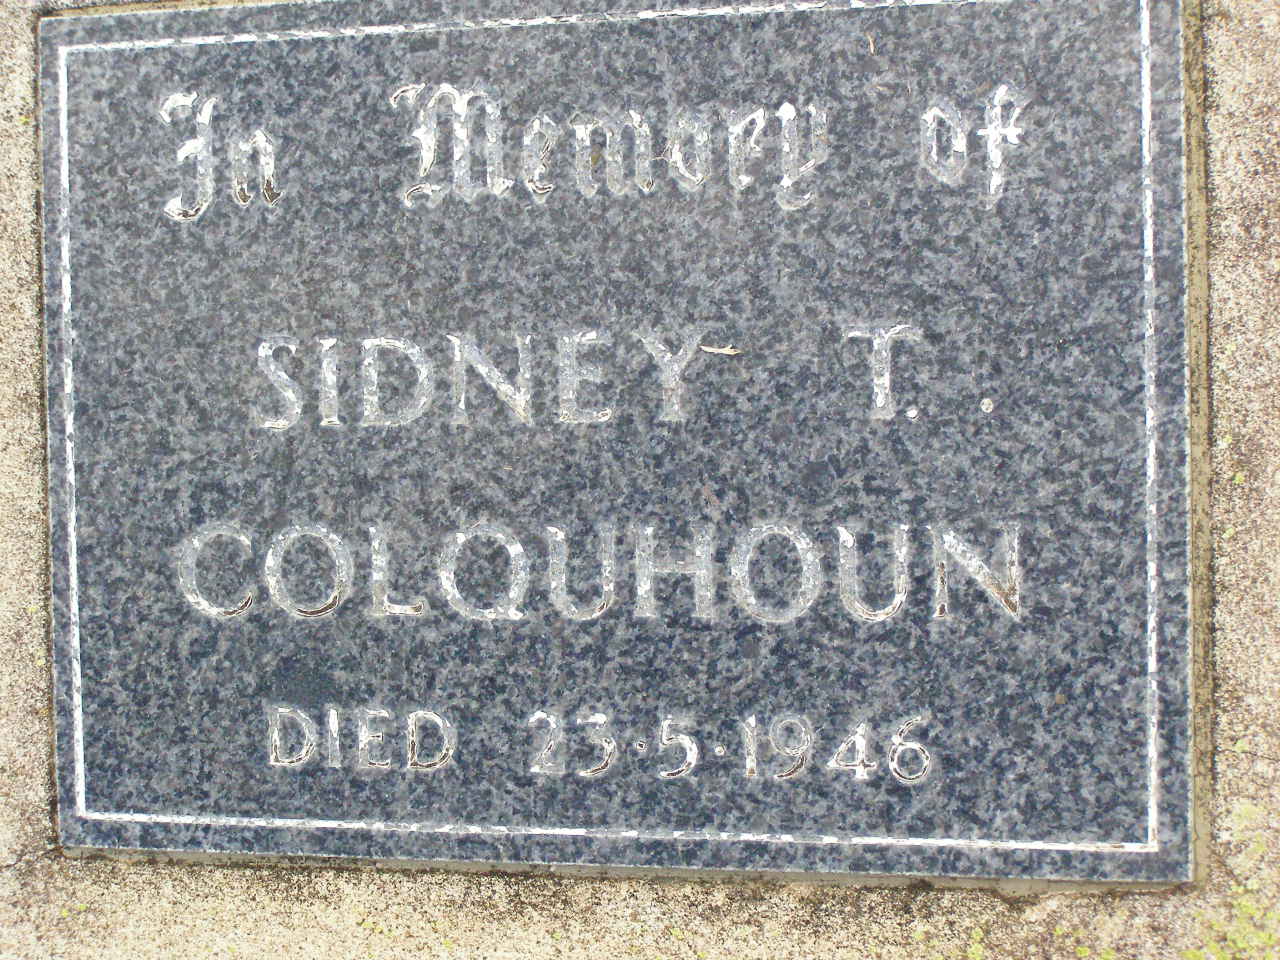 In Memory of
SIDNEY T.
COLQUHOUN
DIED 23.5.1946